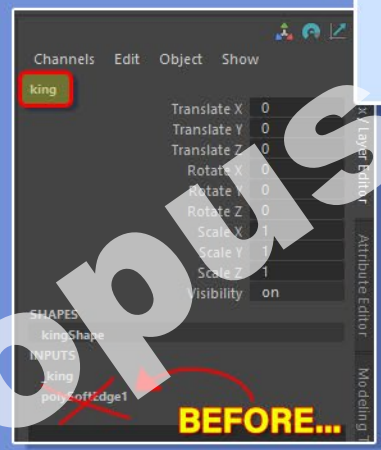 Channels Edit Object Show
king
Translate X 0
Translate Y 0
Translate Z 0
Rotate X 0
Rotate Y 0
Rotate Z 0
Scale X 1
Scale Y 1
Scale Z 1
Visibility on
SHAPES
kingShape
INPUTS
king
polySoftEdge1
BEFORE...
x / Layer Editor
Attribute Editor
Modeling T
opus